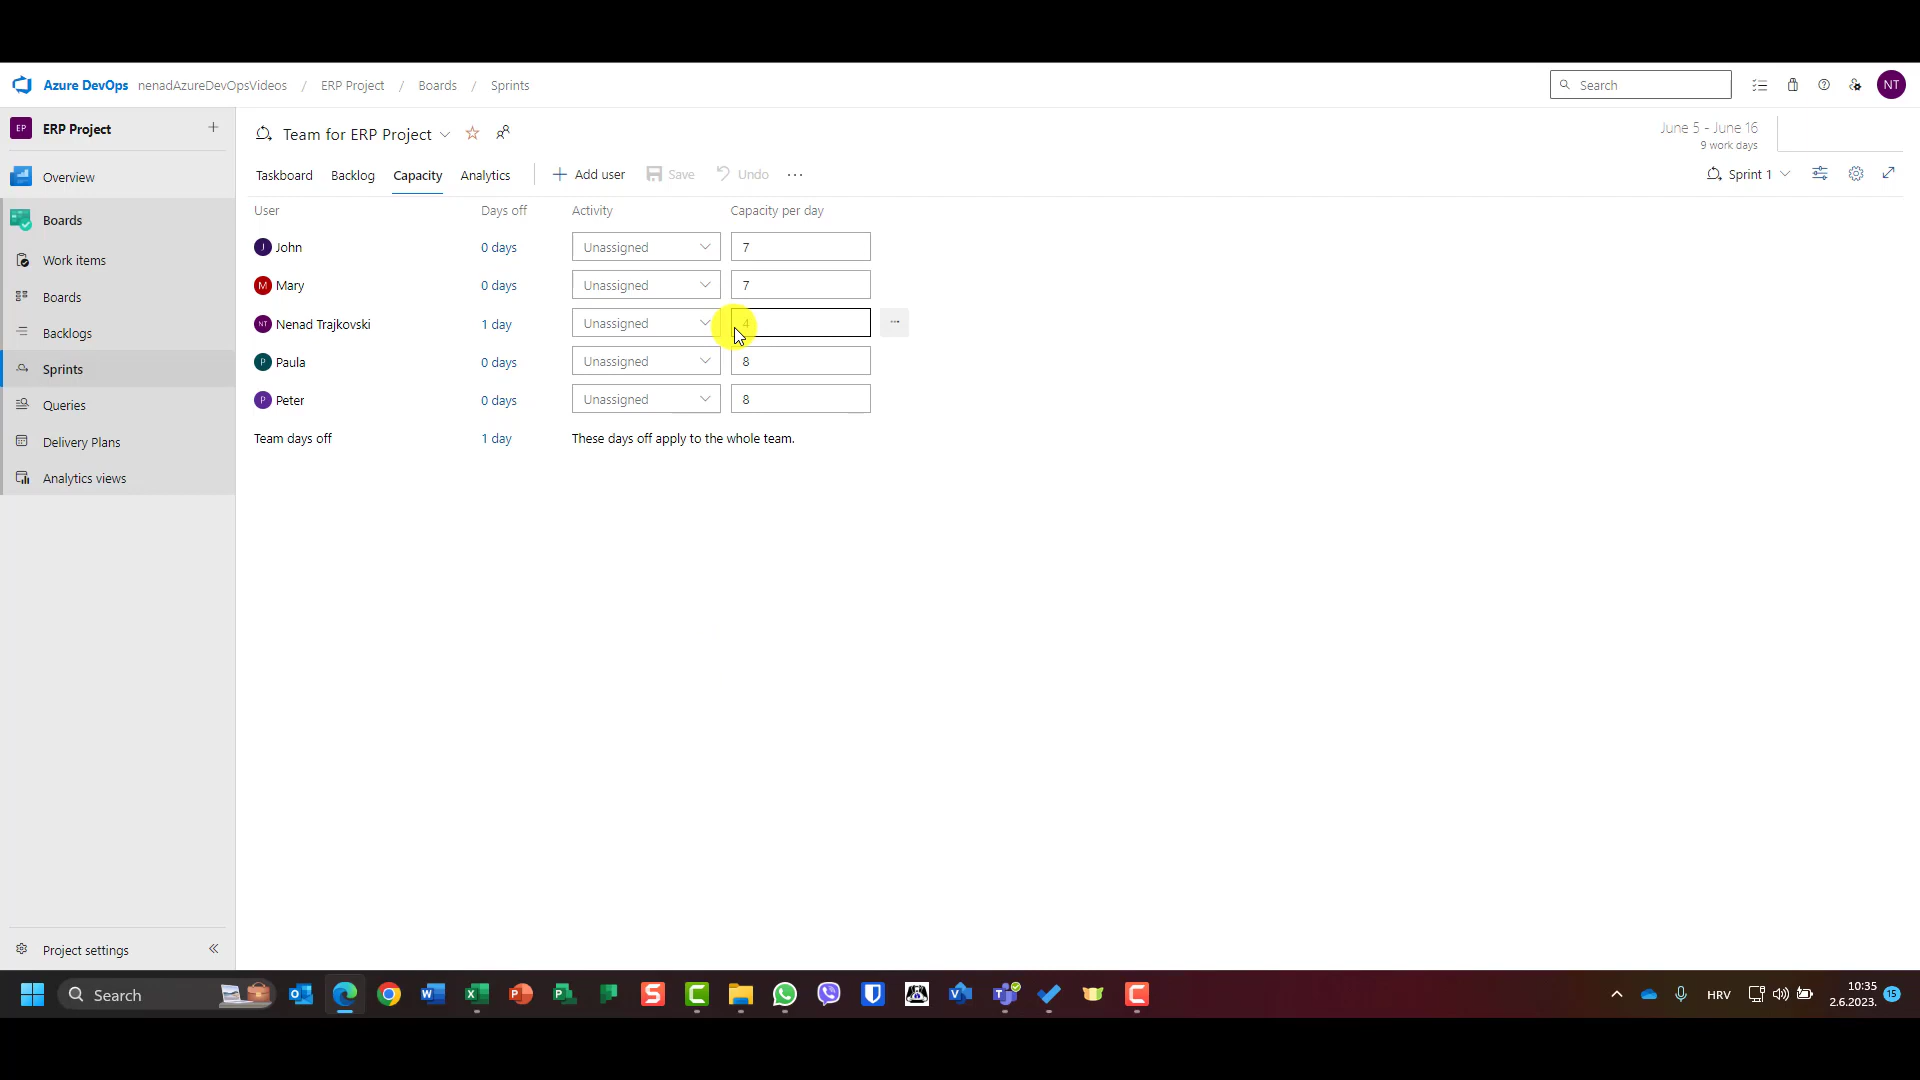 Azure DevOps nenadAzureDevOpsVideos / ERP Project / Boards / Sprints
Search
NT
EP ERP Project
Team for ERP Project
June 5 - June 16
9 work days
Taskboard Backlog Capacity Analytics Add user Save Undo
Sprint 1
Overview
Boards
Work items
Boards
Backlogs
Sprints
Queries
Delivery Plans
Analytics views
User Days off Activity Capacity per day
J John 0 days Unassigned 7
M Mary 0 days Unassigned 7
NT Nenad Trajkovski 1 day Unassigned 4
P Paula 0 days Unassigned 8
P Peter 0 days Unassigned 8
Team days off 1 day These days off apply to the whole team.
Project settings
Search
HRV
10:35
2.6.2023.
15